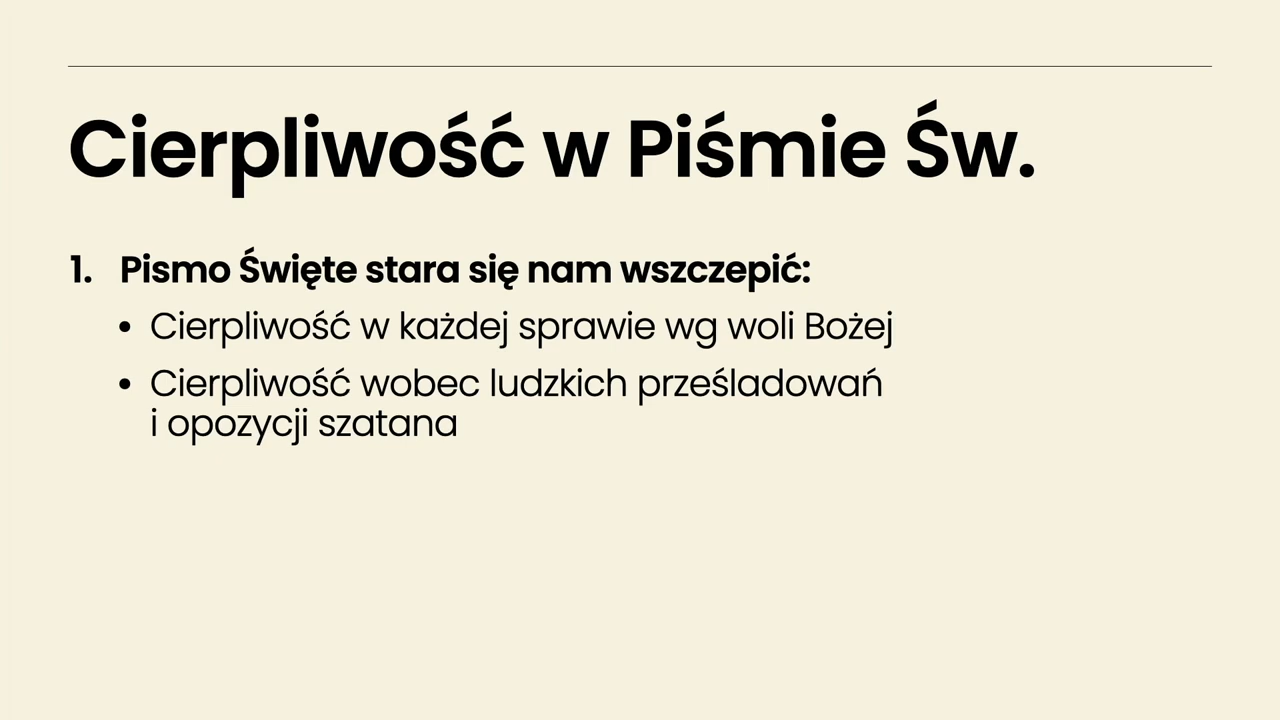 Cierpliwość w Piśmie Św.
1. Pismo Święte stara się nam wszczepić:
• Cierpliwość w każdej sprawie wg woli Bożej
• Cierpliwość wobec ludzkich prześladowań
i opozycji szatana